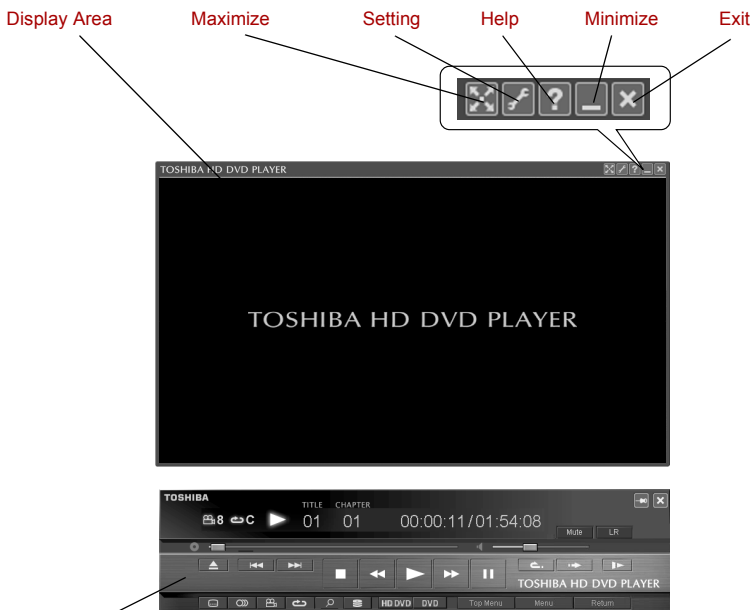 Display Area Maximize Setting Help Minimize Exit
TOSHIBA HD DVD PLAYER
TOSHIBA HD DVD PLAYER
TOSHIBA
TITLE CHAPTER
8 C 01 01 00:00:11/01:54:08
Mute LR
TOSHIBA HD DVD PLAYER
HD DVD DVD Top Menu Menu Return